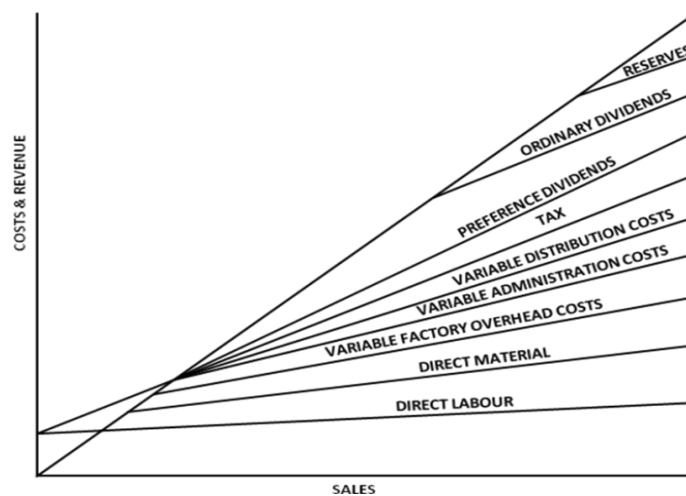 RESERVES
ORDINARY DIVIDENDS
PREFERENCE DIVIDENDS
TAX
VARIABLE DISTRIBUTION COSTS
VARIABLE ADMINISTRATION COSTS
VARIABLE FACTORY OVERHEAD COSTS
DIRECT MATERIAL
DIRECT LABOUR
COSTS & REVENUE
SALES